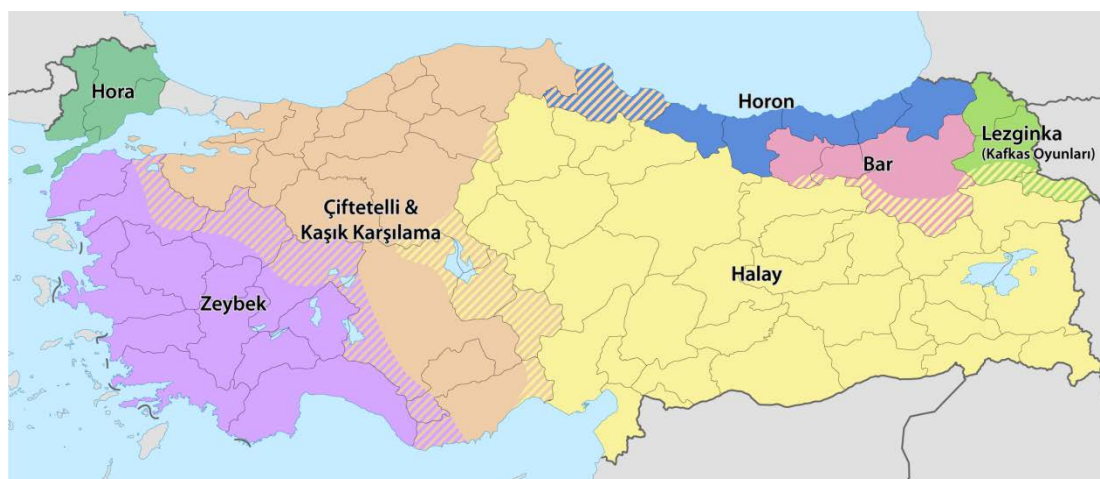 Hora
Horon
Lezginka
(Kafkas Oyunları)
Bar
Çiftetelli &
Kaşık Karşılama
Halay
Zeybek